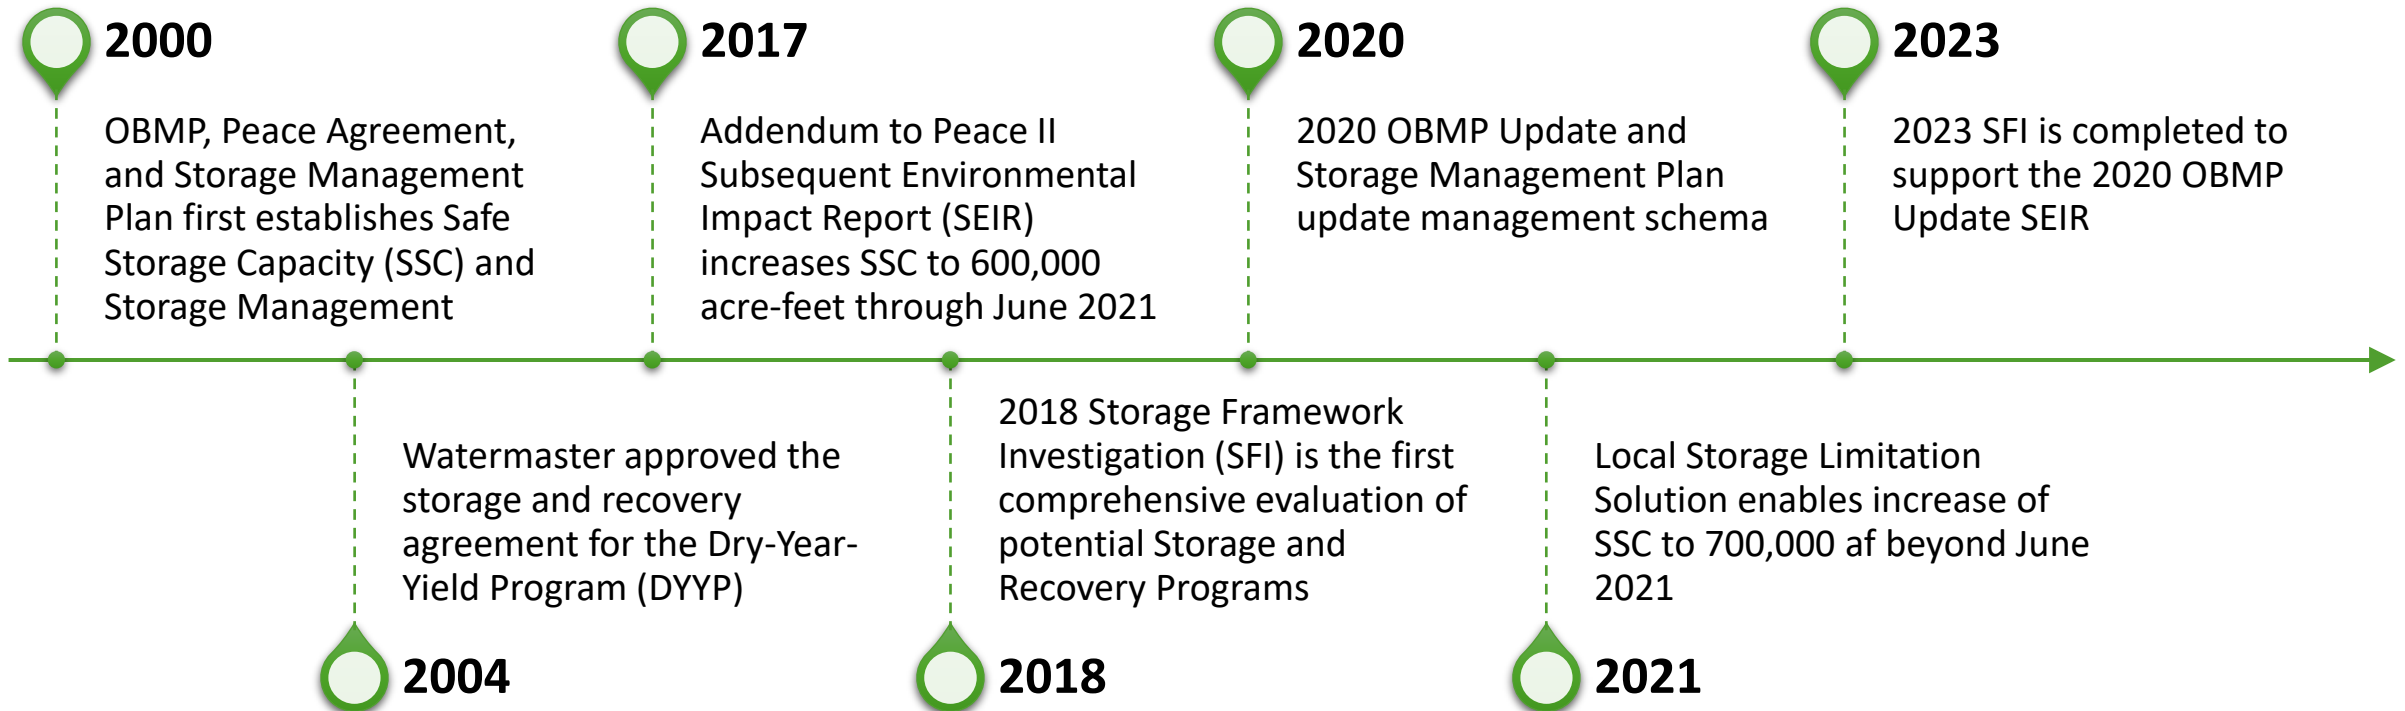 2000
OBMP, Peace Agreement,
and Storage Management
Plan first establishes Safe
Storage Capacity (SSC) and
Storage Management
2004
Watermaster approved the
storage and recovery
agreement for the Dry-Year-
Yield Program (DYYP)
2017
Addendum to Peace II
Subsequent Environmental
Impact Report (SEIR)
increases SSC to 600,000
acre-feet through June 2021
2018
2018 Storage Framework
Investigation (SFI) is the first
comprehensive evaluation of
potential Storage and
Recovery Programs
2020
2020 OBMP Update and
Storage Management Plan
update management schema
2021
Local Storage Limitation
Solution enables increase of
SSC to 700,000 af beyond June
2021
2023
2023 SFI is completed to
support the 2020 OBMP
Update SEIR